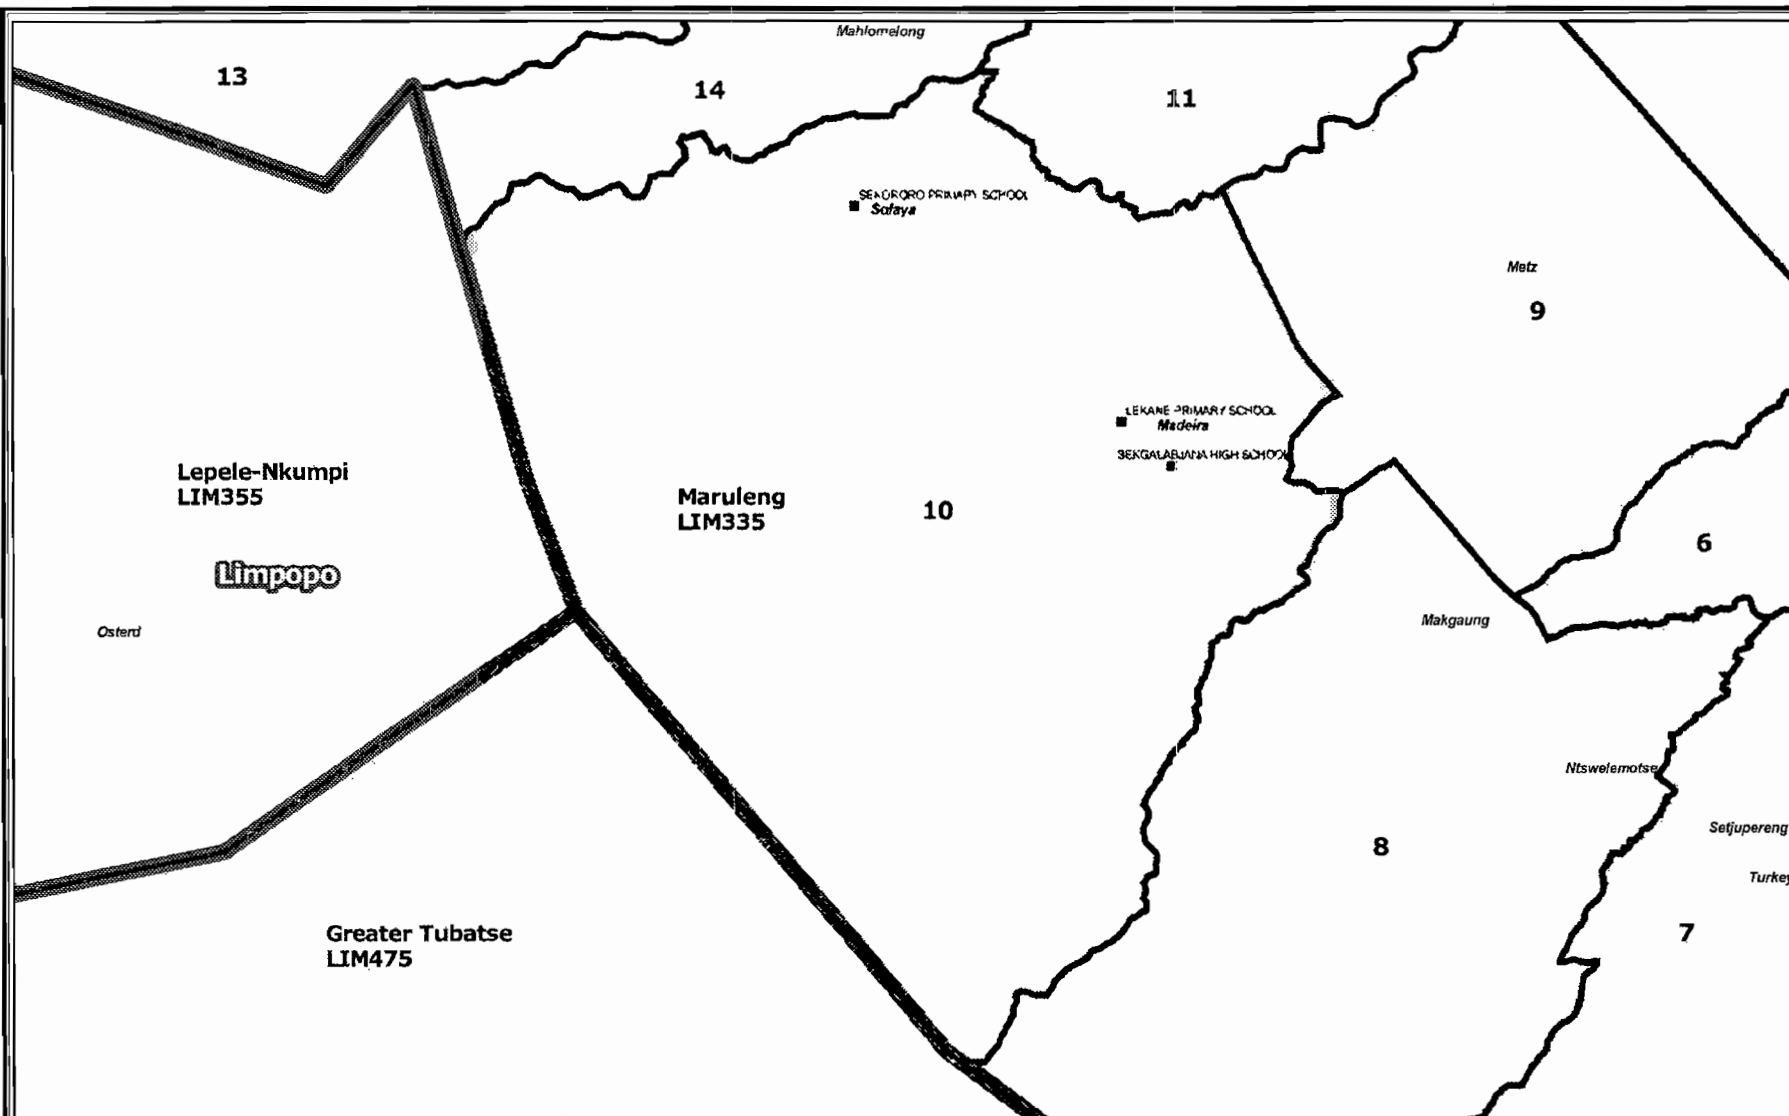 Mahlomelong
13
14
11
SEKORORO PRIMARY SCHOOL
Sofaya
Metz
9
LEKANE PRIMARY SCHOOL
Madeira
HIGH SCHOOL
Lepele-Nkumpi
LIM355
Maruleng
LIM335
10
6
Limpopo
Osterd
Makgaung
Ntswelemotse
Setjupereng
8
Turkey
7
Greater Tubatse
LIM475